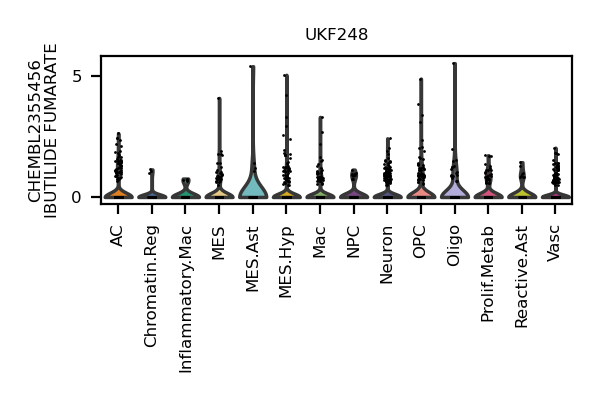 UKF248
CHEMBL2355456
IBUTILIDE FUMARATE
5
0
AC
Chromatin.Reg
Inflammatory.Mac
MES
MES.Ast
MES.Hyp
Mac
NPC
Neuron
OPC
Oligo
Prolif.Metab
Reactive.Ast
Vasc